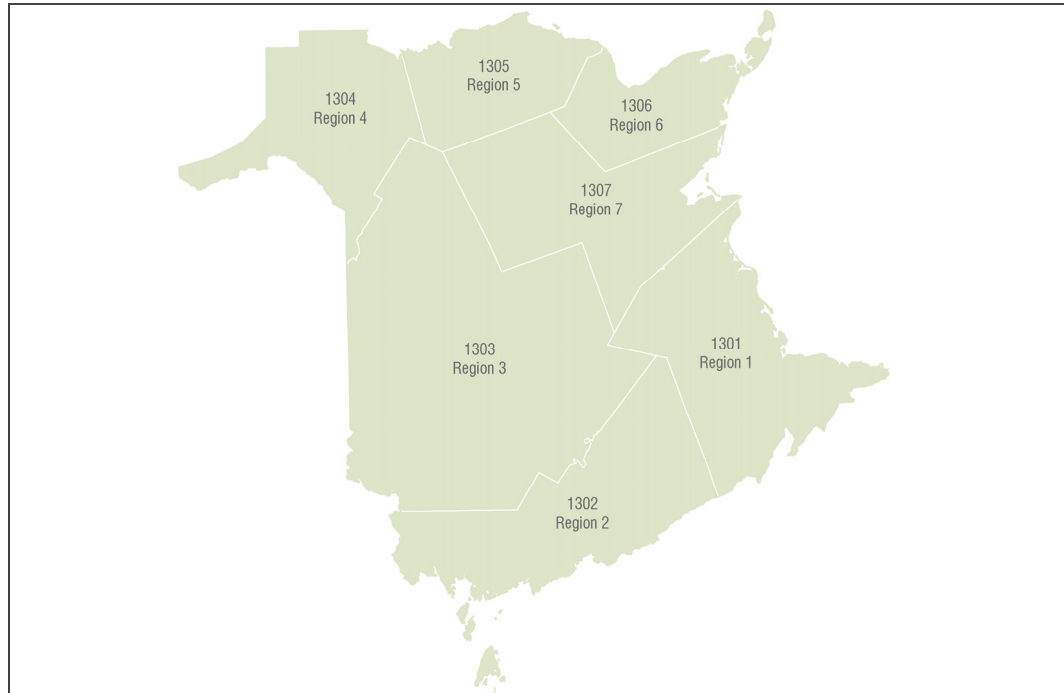 1305
Region 5
1304
Region 4
1306
Region 6
1307
Region 7
1301
Region 1
1303
Region 3
1302
Region 2